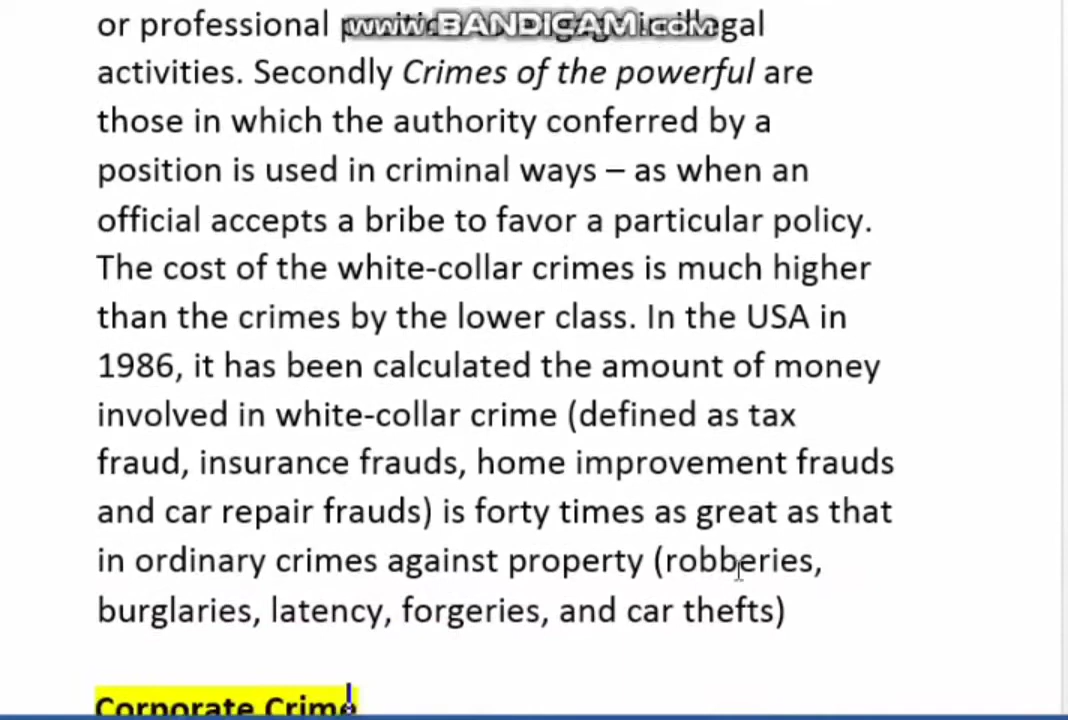 or professional www.BANDICAM.com illegal
activities. Secondly Crimes of the powerful are
those in which the authority conferred by a
position is used in criminal ways – as when an
official accepts a bribe to favor a particular policy.
The cost of the white-collar crimes is much higher
than the crimes by the lower class. In the USA in
1986, it has been calculated the amount of money
involved in white-collar crime (defined as tax
fraud, insurance frauds, home improvement frauds
and car repair frauds) is forty times as great as that
in ordinary crimes against property (robberies,
burglaries, latency, forgeries, and car thefts)
Corporate Crime